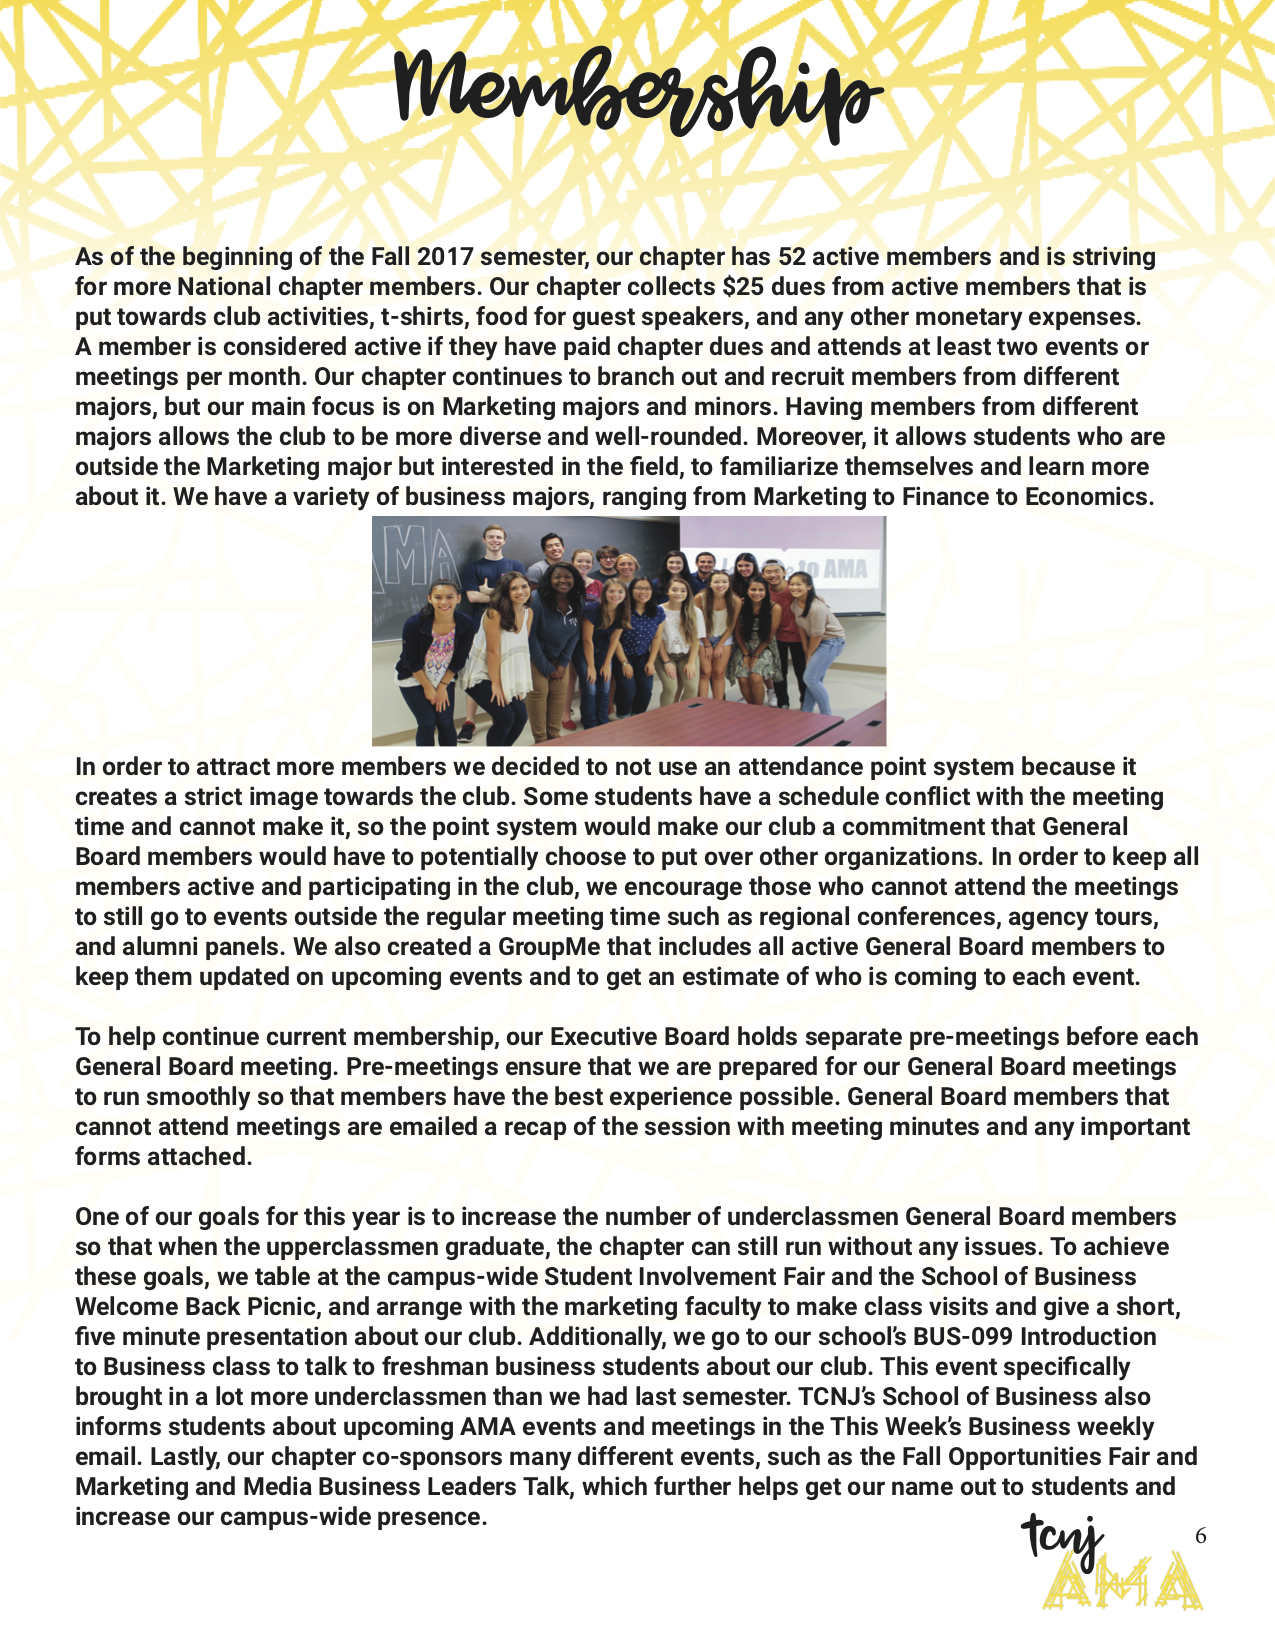 Membership
As of the beginning of the Fall 2017 semester, our chapter has 52 active members and is striving
for more National chapter members. Our chapter collects $25 dues from active members that is
put towards club activities, t-shirts, food for guest speakers, and any other monetary expenses.
A member is considered active if they have paid chapter dues and attends at least two events or
meetings per month. Our chapter continues to branch out and recruit members from different
majors, but our main focus is on Marketing majors and minors. Having members from different
majors allows the club to be more diverse and well-rounded. Moreover, it allows students who are
outside the Marketing major but interested in the field, to familiarize themselves and learn more
about it. We have a variety of business majors, ranging from Marketing to Finance to Economics.
AMA
to AMA
In order to attract more members we decided to not use an attendance point system because it
creates a strict image towards the club. Some students have a schedule conflict with the meeting
time and cannot make it, so the point system would make our club a commitment that General
Board members would have to potentially choose to put over other organizations. In order to keep all
members active and participating in the club, we encourage those who cannot attend the meetings
to still go to events outside the regular meeting time such as regional conferences, agency tours,
and alumni panels. We also created a GroupMe that includes all active General Board members to
keep them updated on upcoming events and to get an estimate of who is coming to each event.
To help continue current membership, our Executive Board holds separate pre-meetings before each
General Board meeting. Pre-meetings ensure that we are prepared for our General Board meetings
to run smoothly so that members have the best experience possible. General Board members that
cannot attend meetings are emailed a recap of the session with meeting minutes and any important
forms attached.
One of our goals for this year is to increase the number of underclassmen General Board members
so that when the upperclassmen graduate, the chapter can still run without any issues. To achieve
these goals, we table at the campus-wide Student Involvement Fair and the School of Business
Welcome Back Picnic, and arrange with the marketing faculty to make class visits and give a short,
five minute presentation about our club. Additionally, we go to our school’s BUS-099 Introduction
to Business class to talk to freshman business students about our club. This event specifically
brought in a lot more underclassmen than we had last semester. TCNJ’s School of Business also
informs students about upcoming AMA events and meetings in the This Week’s Business weekly
email. Lastly, our chapter co-sponsors many different events, such as the Fall Opportunities Fair and
Marketing and Media Business Leaders Talk, which further helps get our name out to students and
increase our campus-wide presence.
tcnj
AMA
6